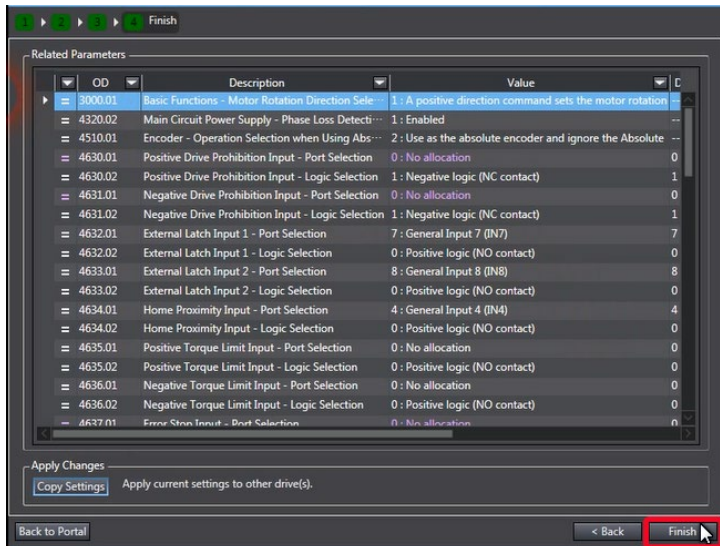 1 2 3 4 Finish
Related Parameters
OD Description Value D
3000.01 Basic Functions - Motor Rotation Direction Sele··· 1 : A positive direction command sets the motor rotation --
4320.02 Main Circuit Power Supply - Phase Loss Detecti··· 1 : Enabled --
4510.01 Encoder - Operation Selection when Using Abs··· 2 : Use as the absolute encoder and ignore the Absolute --
4630.01 Positive Drive Prohibition Input - Port Selection 0 : No allocation 0
4630.02 Positive Drive Prohibition Input - Logic Selection 1 : Negative logic (NC contact) 1
4631.01 Negative Drive Prohibition Input - Port Selection 0 : No allocation 0
4631.02 Negative Drive Prohibition Input - Logic Selection 1 : Negative logic (NC contact) 1
4632.01 External Latch Input 1 - Port Selection 7 : General Input 7 (IN7) 7
4632.02 External Latch Input 1 - Logic Selection 0 : Positive logic (NO contact) 0
4633.01 External Latch Input 2 - Port Selection 8 : General Input 8 (IN8) 8
4633.02 External Latch Input 2 - Logic Selection 0 : Positive logic (NO contact) 0
4634.01 Home Proximity Input - Port Selection 4 : General Input 4 (IN4) 4
4634.02 Home Proximity Input - Logic Selection 0 : Positive logic (NO contact) 0
4635.01 Positive Torque Limit Input - Port Selection 0 : No allocation 0
4635.02 Positive Torque Limit Input - Logic Selection 0 : Positive logic (NO contact) 0
4636.01 Negative Torque Limit Input - Port Selection 0 : No allocation 0
4636.02 Negative Torque Limit Input - Logic Selection 0 : Positive logic (NO contact) 0
4637.01 Error Stop Input - Port Selection 0 : No allocation 0
Apply Changes
Copy Settings Apply current settings to other drive(s).
Back to Portal < Back Finish